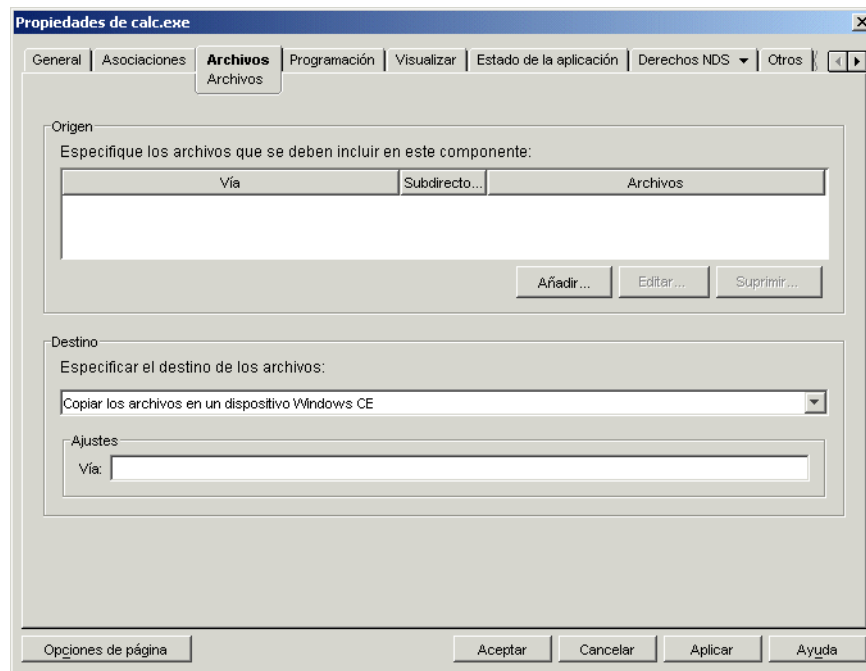 Propiedades de calc.exe
General Asociaciones Archivos Programación Visualizar Estado de la aplicación Derechos NDS Otros
Archivos
Origen
Especifique los archivos que se deben incluir en este componente:
Vía Subdirecto... Archivos
Añadir... Editar... Suprimir...
Destino
Especificar el destino de los archivos:
Copiar los archivos en un dispositivo Windows CE
Ajustes
Vía:
Opciones de página Aceptar Cancelar Aplicar Ayuda